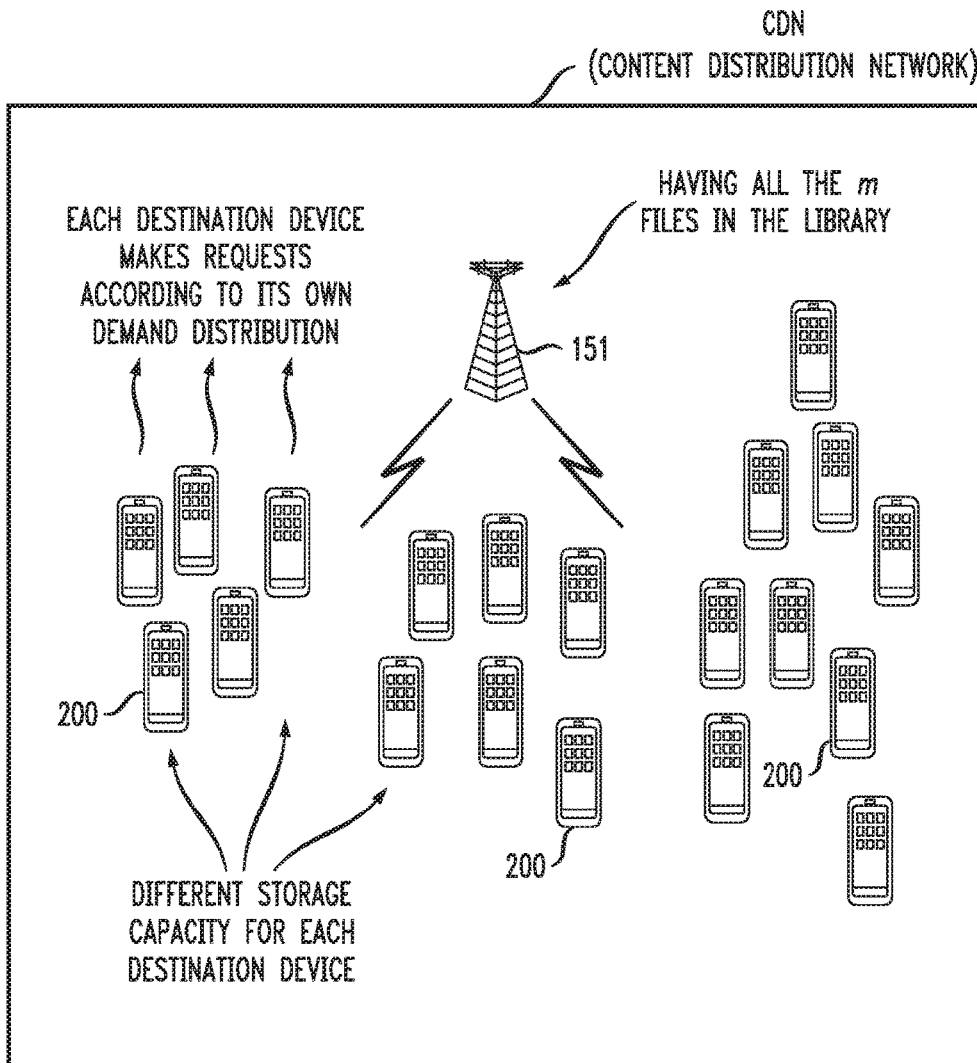 CDN
(CONTENT DISTRIBUTION NETWORK)
HAVING ALL THE m
FILES IN THE LIBRARY
EACH DESTINATION DEVICE
MAKES REQUESTS
ACCORDING TO ITS OWN
DEMAND DISTRIBUTION
151
200
200
200
DIFFERENT STORAGE
CAPACITY FOR EACH
DESTINATION DEVICE